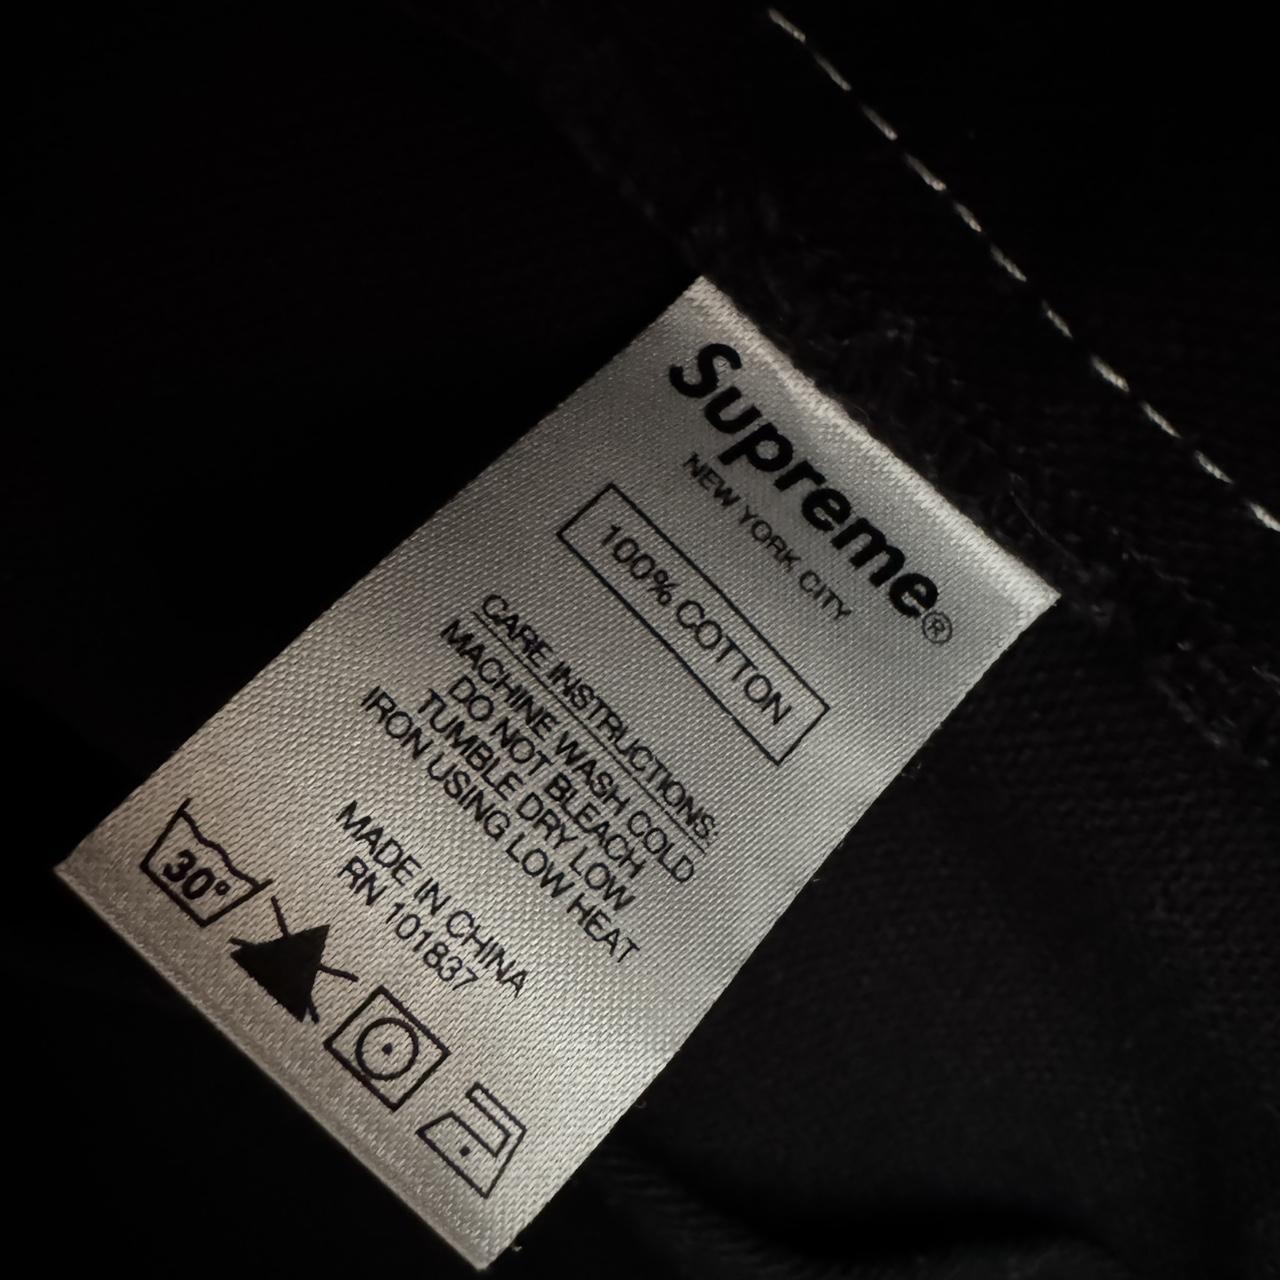 Supreme®
NEW YORK CITY
100% COTTON
CARE INSTRUCTIONS:
MACHINE WASH COLD
DO NOT BLEACH
TUMBLE DRY LOW
IRON USING LOW HEAT
MADE IN CHINA
RN 101837
30°